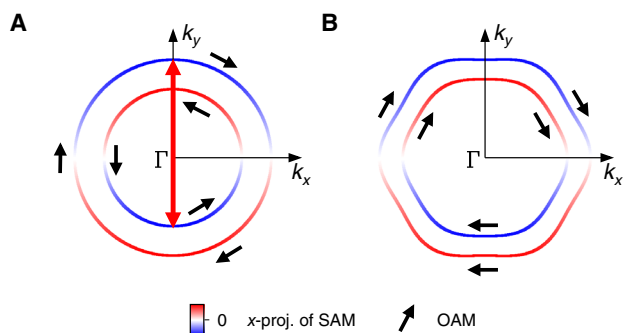 A
B
k_y
k_y
Γ
k_x
Γ
k_x
0 x-proj. of SAM OAM